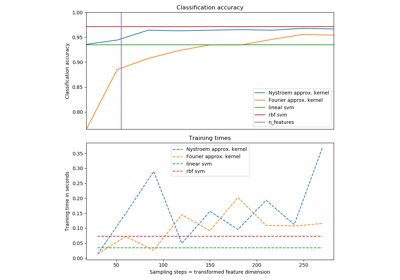 Classification accuracy
1.00
0.95
0.90
0.85
0.80
Classification accuracy
Nystroem approx. kernel
Fourier approx. kernel
linear svm
rbf svm
n_features
Training times
0.35
0.30
0.25
0.20
0.15
0.10
0.05
0.00
Training time in seconds
Nystroem approx. kernel
Fourier approx. kernel
linear svm
rbf svm
50 100 150 200 250
Sampling steps = transformed feature dimension